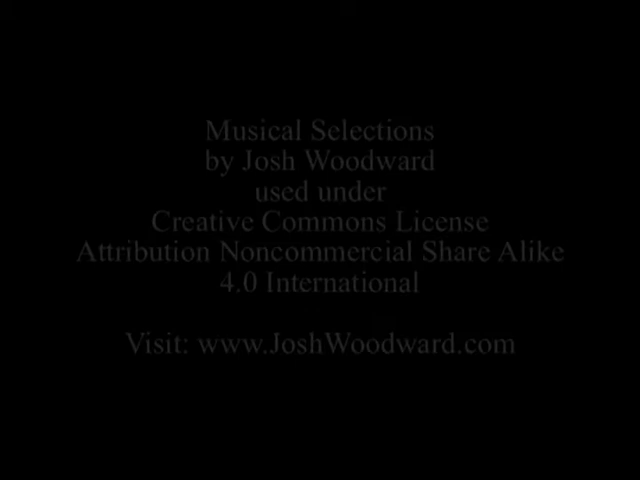 Musical Selections
by Josh Woodward
used under
Creative Commons License
Attribution Noncommercial Share Alike
4.0 International
Visit: www.JoshWoodward.com